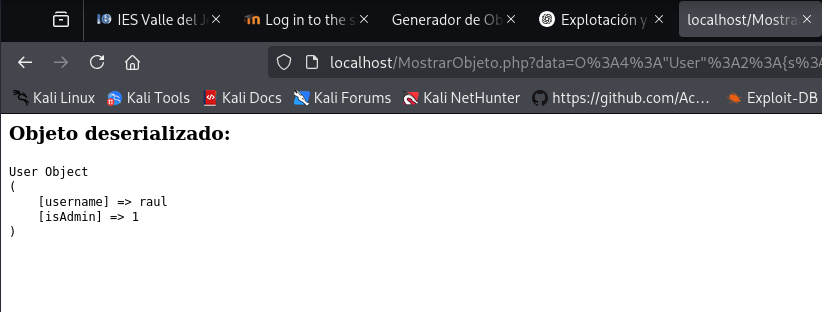 IES Valle del J
Log in to the s
Generador de Ob
Explotación y
localhost/Mostra
localhost/MostrarObjeto.php?data=O%3A4%3A"User"%3A2%3A{s%3A
Kali Linux
Kali Tools
Kali Docs
Kali Forums
Kali NetHunter
https://github.com/Ac...
Exploit-DB
Objeto deserializado:
User Object
(
[username] => raul
[isAdmin] => 1
)